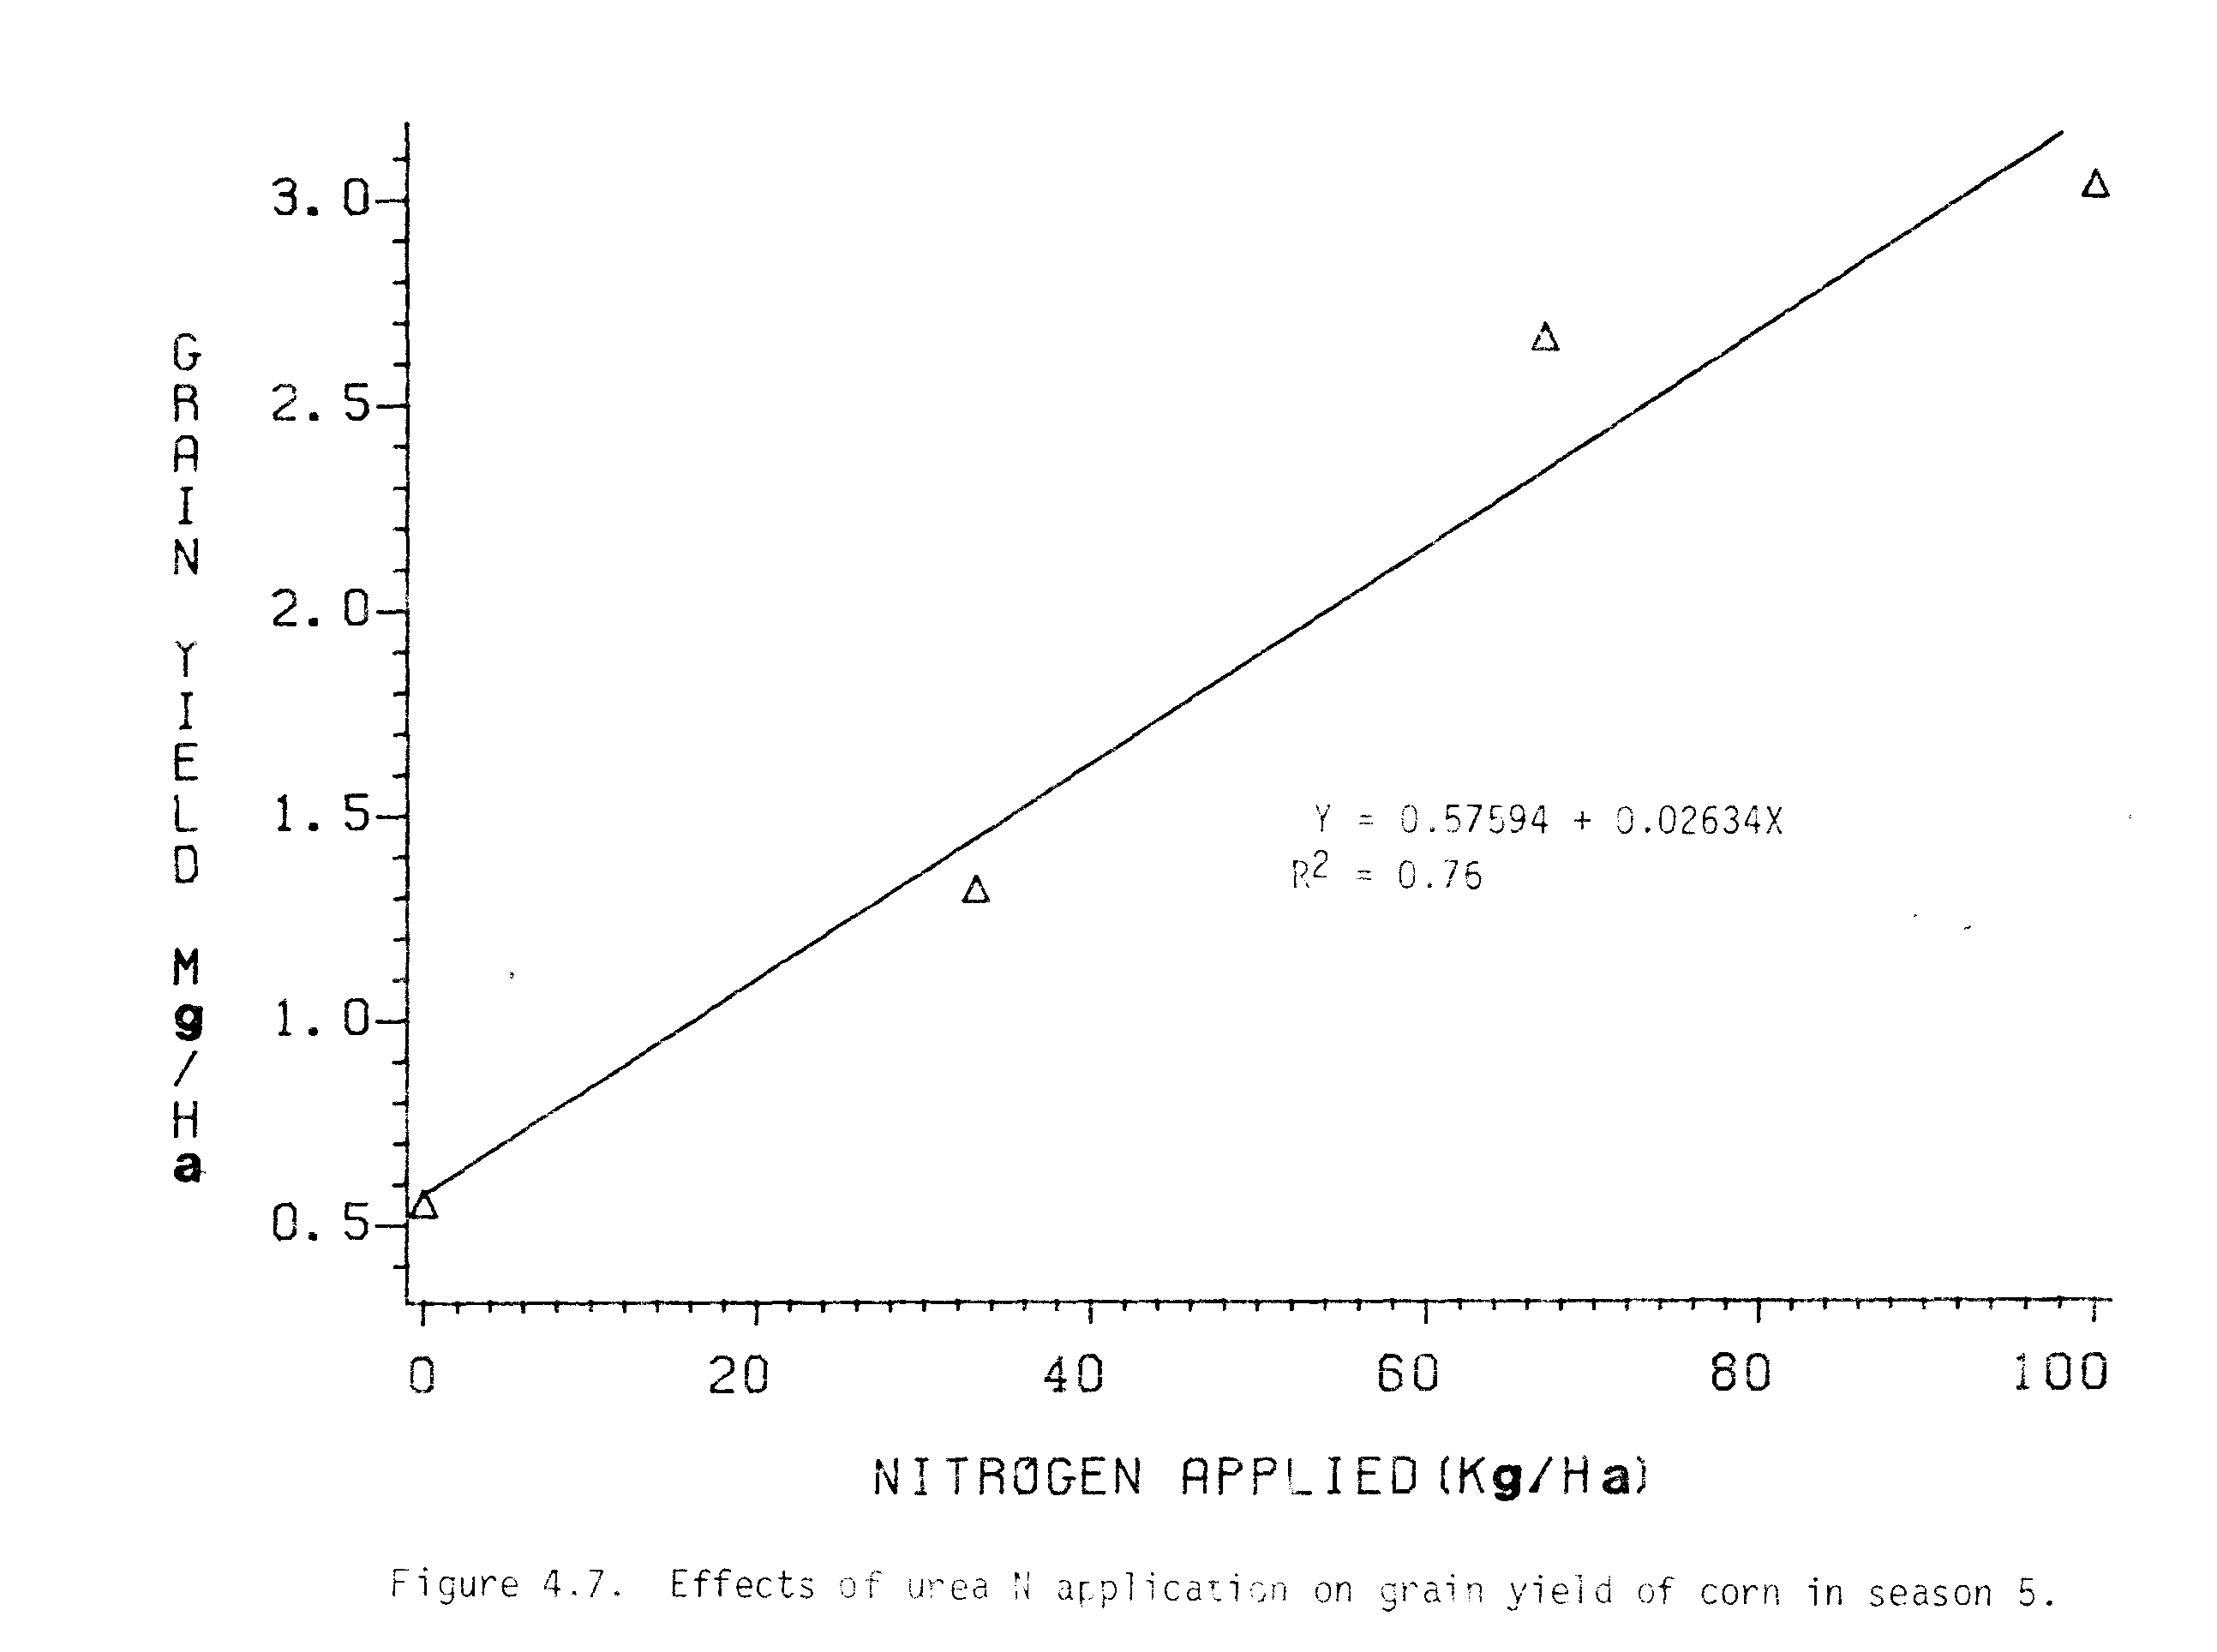 GRAIN YIELD Mg/Ha
3.0
2.5
2.0
1.5
1.0
0.5
Y = 0.57594 + 0.02634X
R² = 0.76
0 20 40 60 80 100
NITROGEN APPLIED(Kg/Ha)
Figure 4.7. Effects of urea N application on grain yield of corn in season 5.